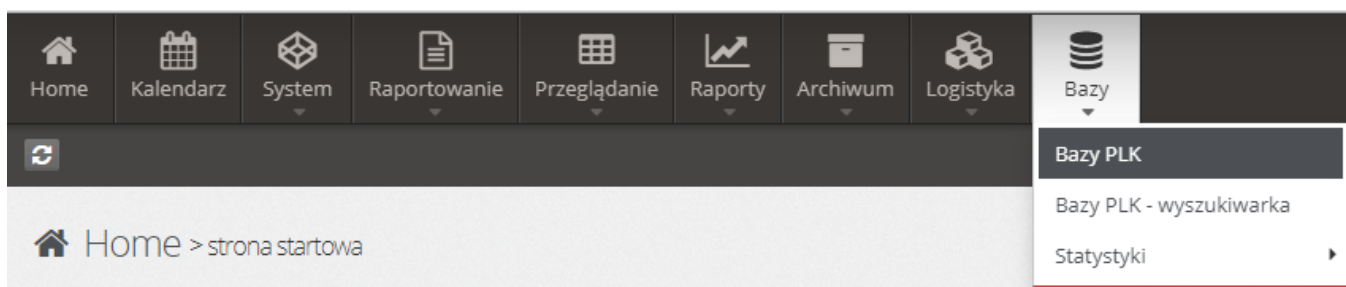 Home Kalendarz System Raportowanie Przeglądanie Raporty Archiwum Logistyka Bazy
Bazy PLK
Bazy PLK - wyszukiwarka
Home > strona startowa
Statystyki